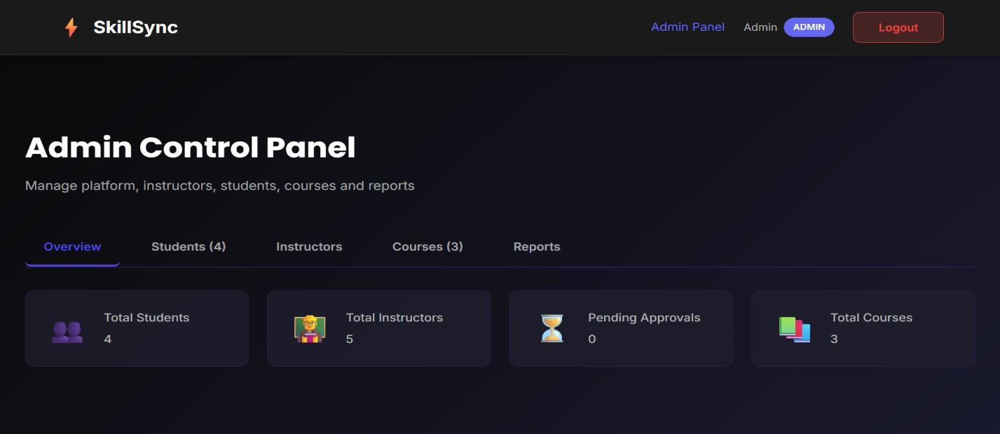 SkillSync
Admin Panel Admin ADMIN Logout
Admin Control Panel
Manage platform, instructors, students, courses and reports
Overview Students (4) Instructors Courses (3) Reports
Total Students
4
Total Instructors
5
Pending Approvals
0
Total Courses
3